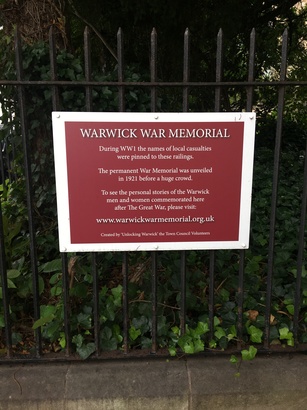 WARWICK WAR MEMORIAL
During WW1 the names of local casualties
were pinned to these railings.
The permanent War Memorial was unveiled
in 1921 before a huge crowd.
To see the personal stories of the Warwick
men and women commemorated here
after The Great War, please visit:
www.warwickwarmemorial.org.uk
Created by 'Unlocking Warwick' the Town Council Volunteers